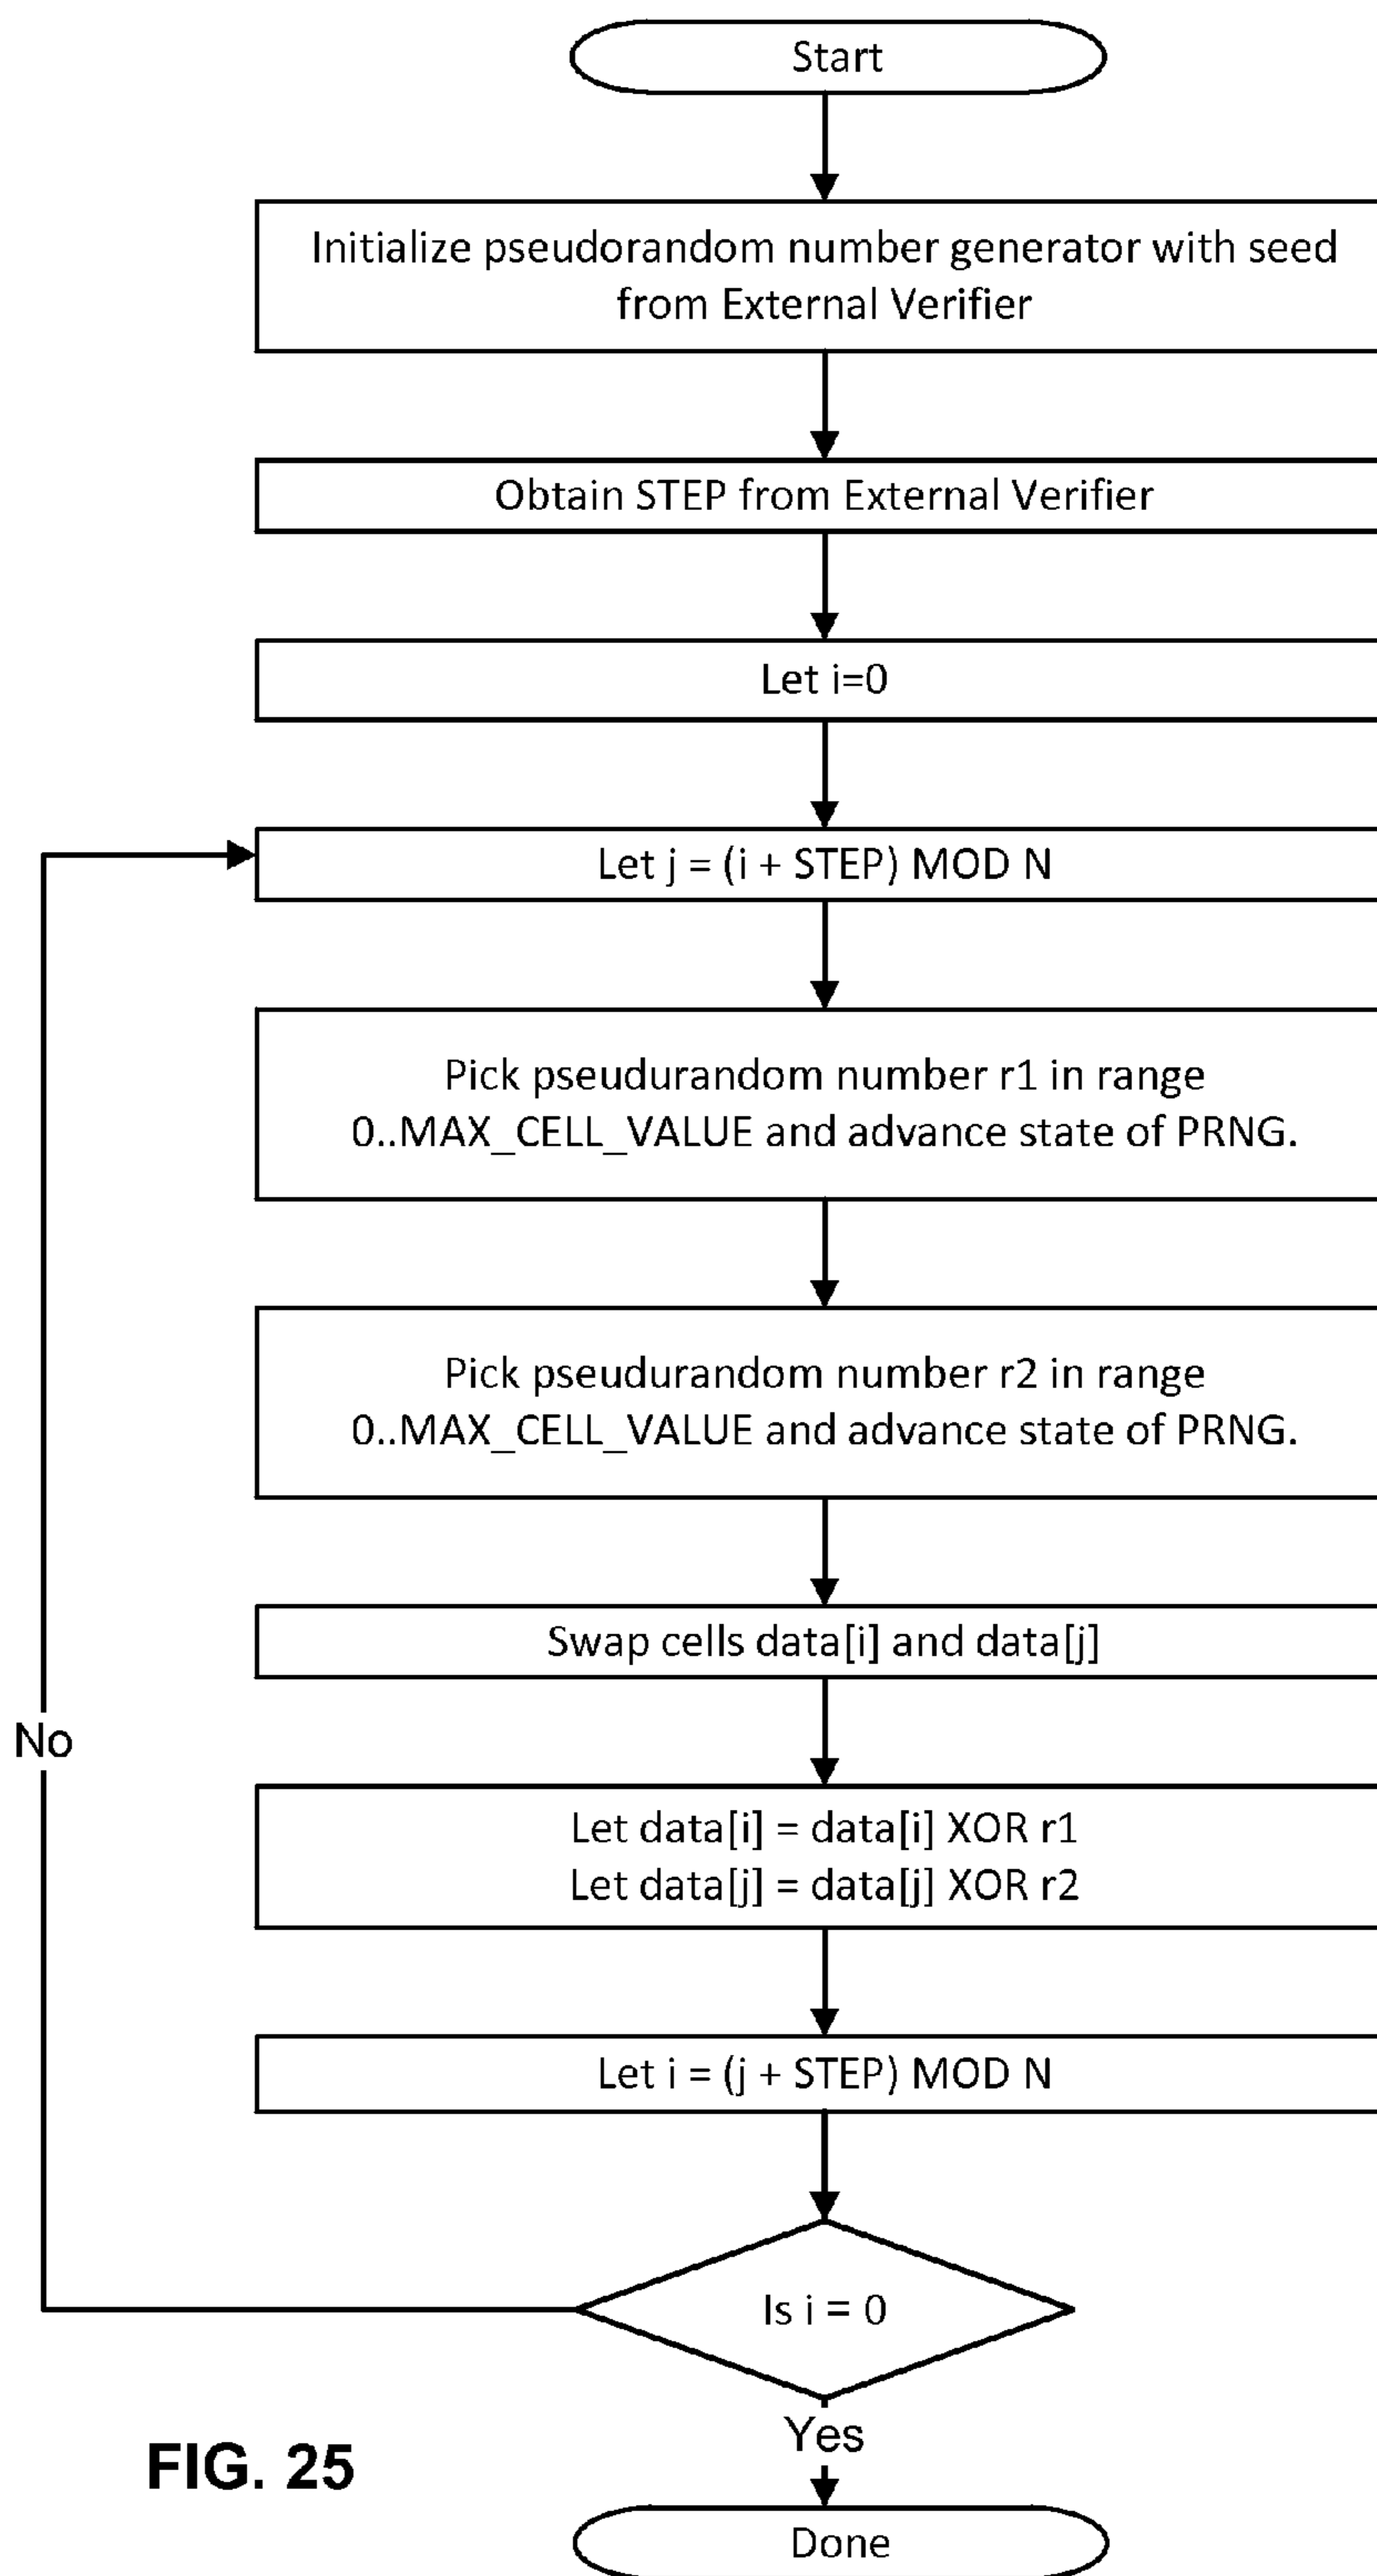 Start
Initialize pseudorandom number generator with seed
from External Verifier
Obtain STEP from External Verifier
Let i=0
Let j = (i + STEP) MOD N
Pick pseudurandom number r1 in range
0..MAX_CELL_VALUE and advance state of PRNG.
Pick pseudurandom number r2 in range
0..MAX_CELL_VALUE and advance state of PRNG.
Swap cells data[i] and data[j]
No
Let data[i] = data[i] XOR r1
Let data[j] = data[j] XOR r2
Let i = (j + STEP) MOD N
Is i = 0
Yes
FIG. 25
Done